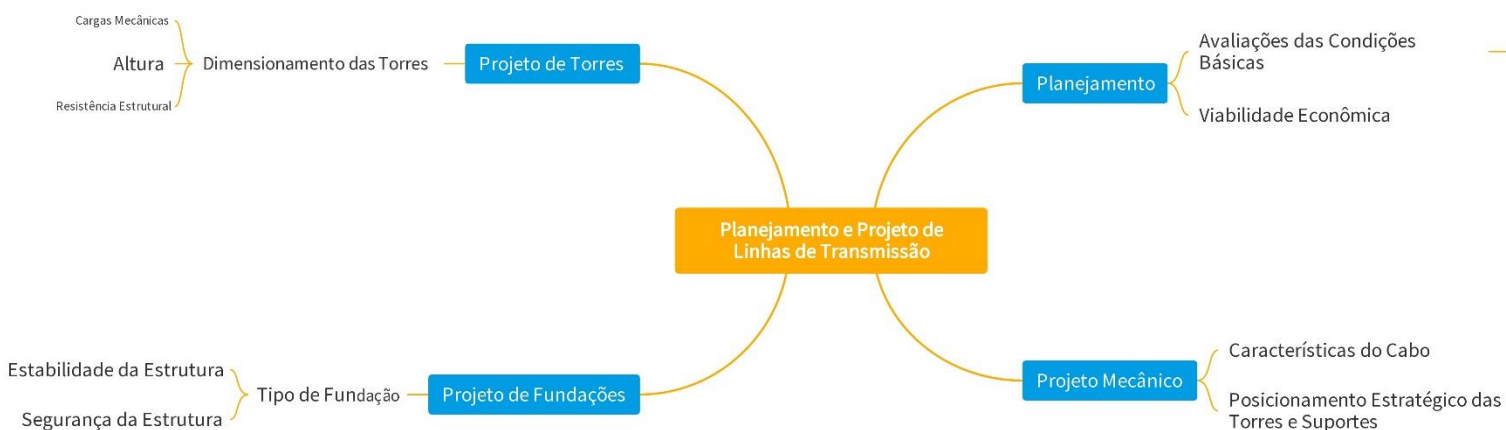 Cargas Mecânicas
Altura
Resistência Estrutural
Dimensionamento das Torres
Projeto de Torres
Planejamento
Avaliações das Condições
Básicas
Viabilidade Econômica
Planejamento e Projeto de
Linhas de Transmissão
Estabilidade da Estrutura
Segurança da Estrutura
Tipo de Fundação
Projeto de Fundações
Projeto Mecânico
Características do Cabo
Posicionamento Estratégico das
Torres e Suportes